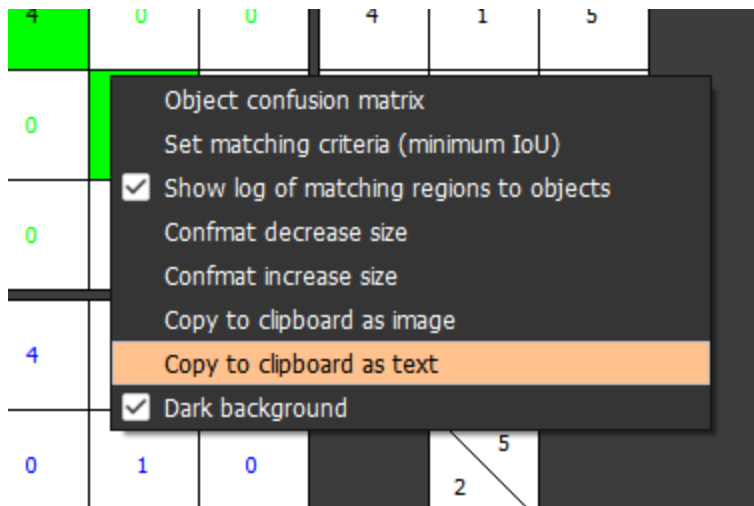 4 0 0 4 1 5
Object confusion matrix
0
Set matching criteria (minimum IoU)
Show log of matching regions to objects
0
Confmat decrease size
Confmat increase size
Copy to clipboard as image
4
Copy to clipboard as text
Dark background
5
0 1 0
2